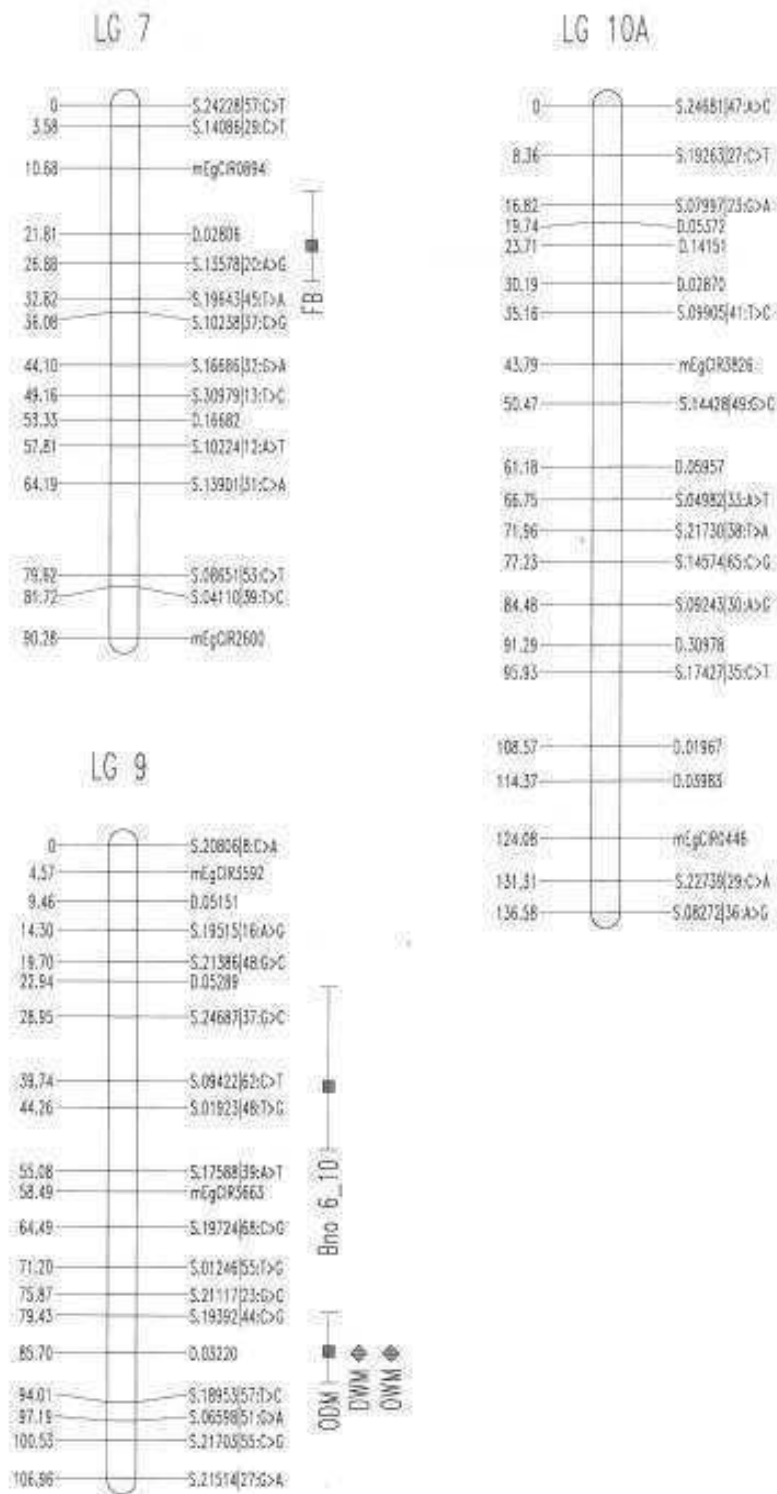 LG 7
0 S.24228|57:C>T
3.58 S.14086|29:C>T
10.68 mEgCIR0894
21.81 D.02806
26.88 S.13578|20:A>G
32.62 S.19643|45:T>A
36.08 S.10238|37:C>G
44.10 S.16686|32:G>A
49.16 S.30979|13:T>C
53.33 D.16682
57.81 S.10224|12:A>T
64.19 S.13901|31:C>A
79.92 S.08651|53:C>T
81.72 S.04110|39:T>C
90.28 mEgCIR2600
FB
LG 9
0 S.20806|8:C>A
4.57 mEgCIR3592
9.46 D.05151
14.30 S.19515|16:A>G
19.70 S.21386|48:G>C
22.94 D.05289
28.95 S.24687|37:G>C
39.74 S.09422|62:C>T
44.26 S.01923|48:T>G
55.08 S.17588|39:A>T
58.49 mEgCIR3663
64.49 S.19724|68:C>G
71.20 S.01246|55:T>G
75.87 S.21117|23:G>C
79.43 S.19392|44:C>G
85.70 D.03220
94.01 S.18953|57:T>C
97.19 S.06598|51:G>A
100.53 S.21703|55:C>G
106.96 S.21514|27:G>A
Bno 6_10
ODM
DWM
OWM
LG 10A
0 S.24681|47:A>C
8.36 S.19263|27:C>T
16.82 S.07997|23:G>A
19.74 D.05372
23.71 D.14151
30.19 D.02870
35.16 S.09905|41:T>C
43.79 mEgCIR3826
50.47 S.14428|49:G>C
61.18 D.05957
66.75 S.04982|33:A>T
71.96 S.21730|38:T>A
77.23 S.14574|65:C>G
84.48 S.09243|30:A>G
91.29 D.30978
95.93 S.17427|35:C>T
108.57 D.01967
114.37 D.03983
124.08 mEgCIR0446
131.31 S.22739|29:C>A
136.58 S.08272|36:A>G